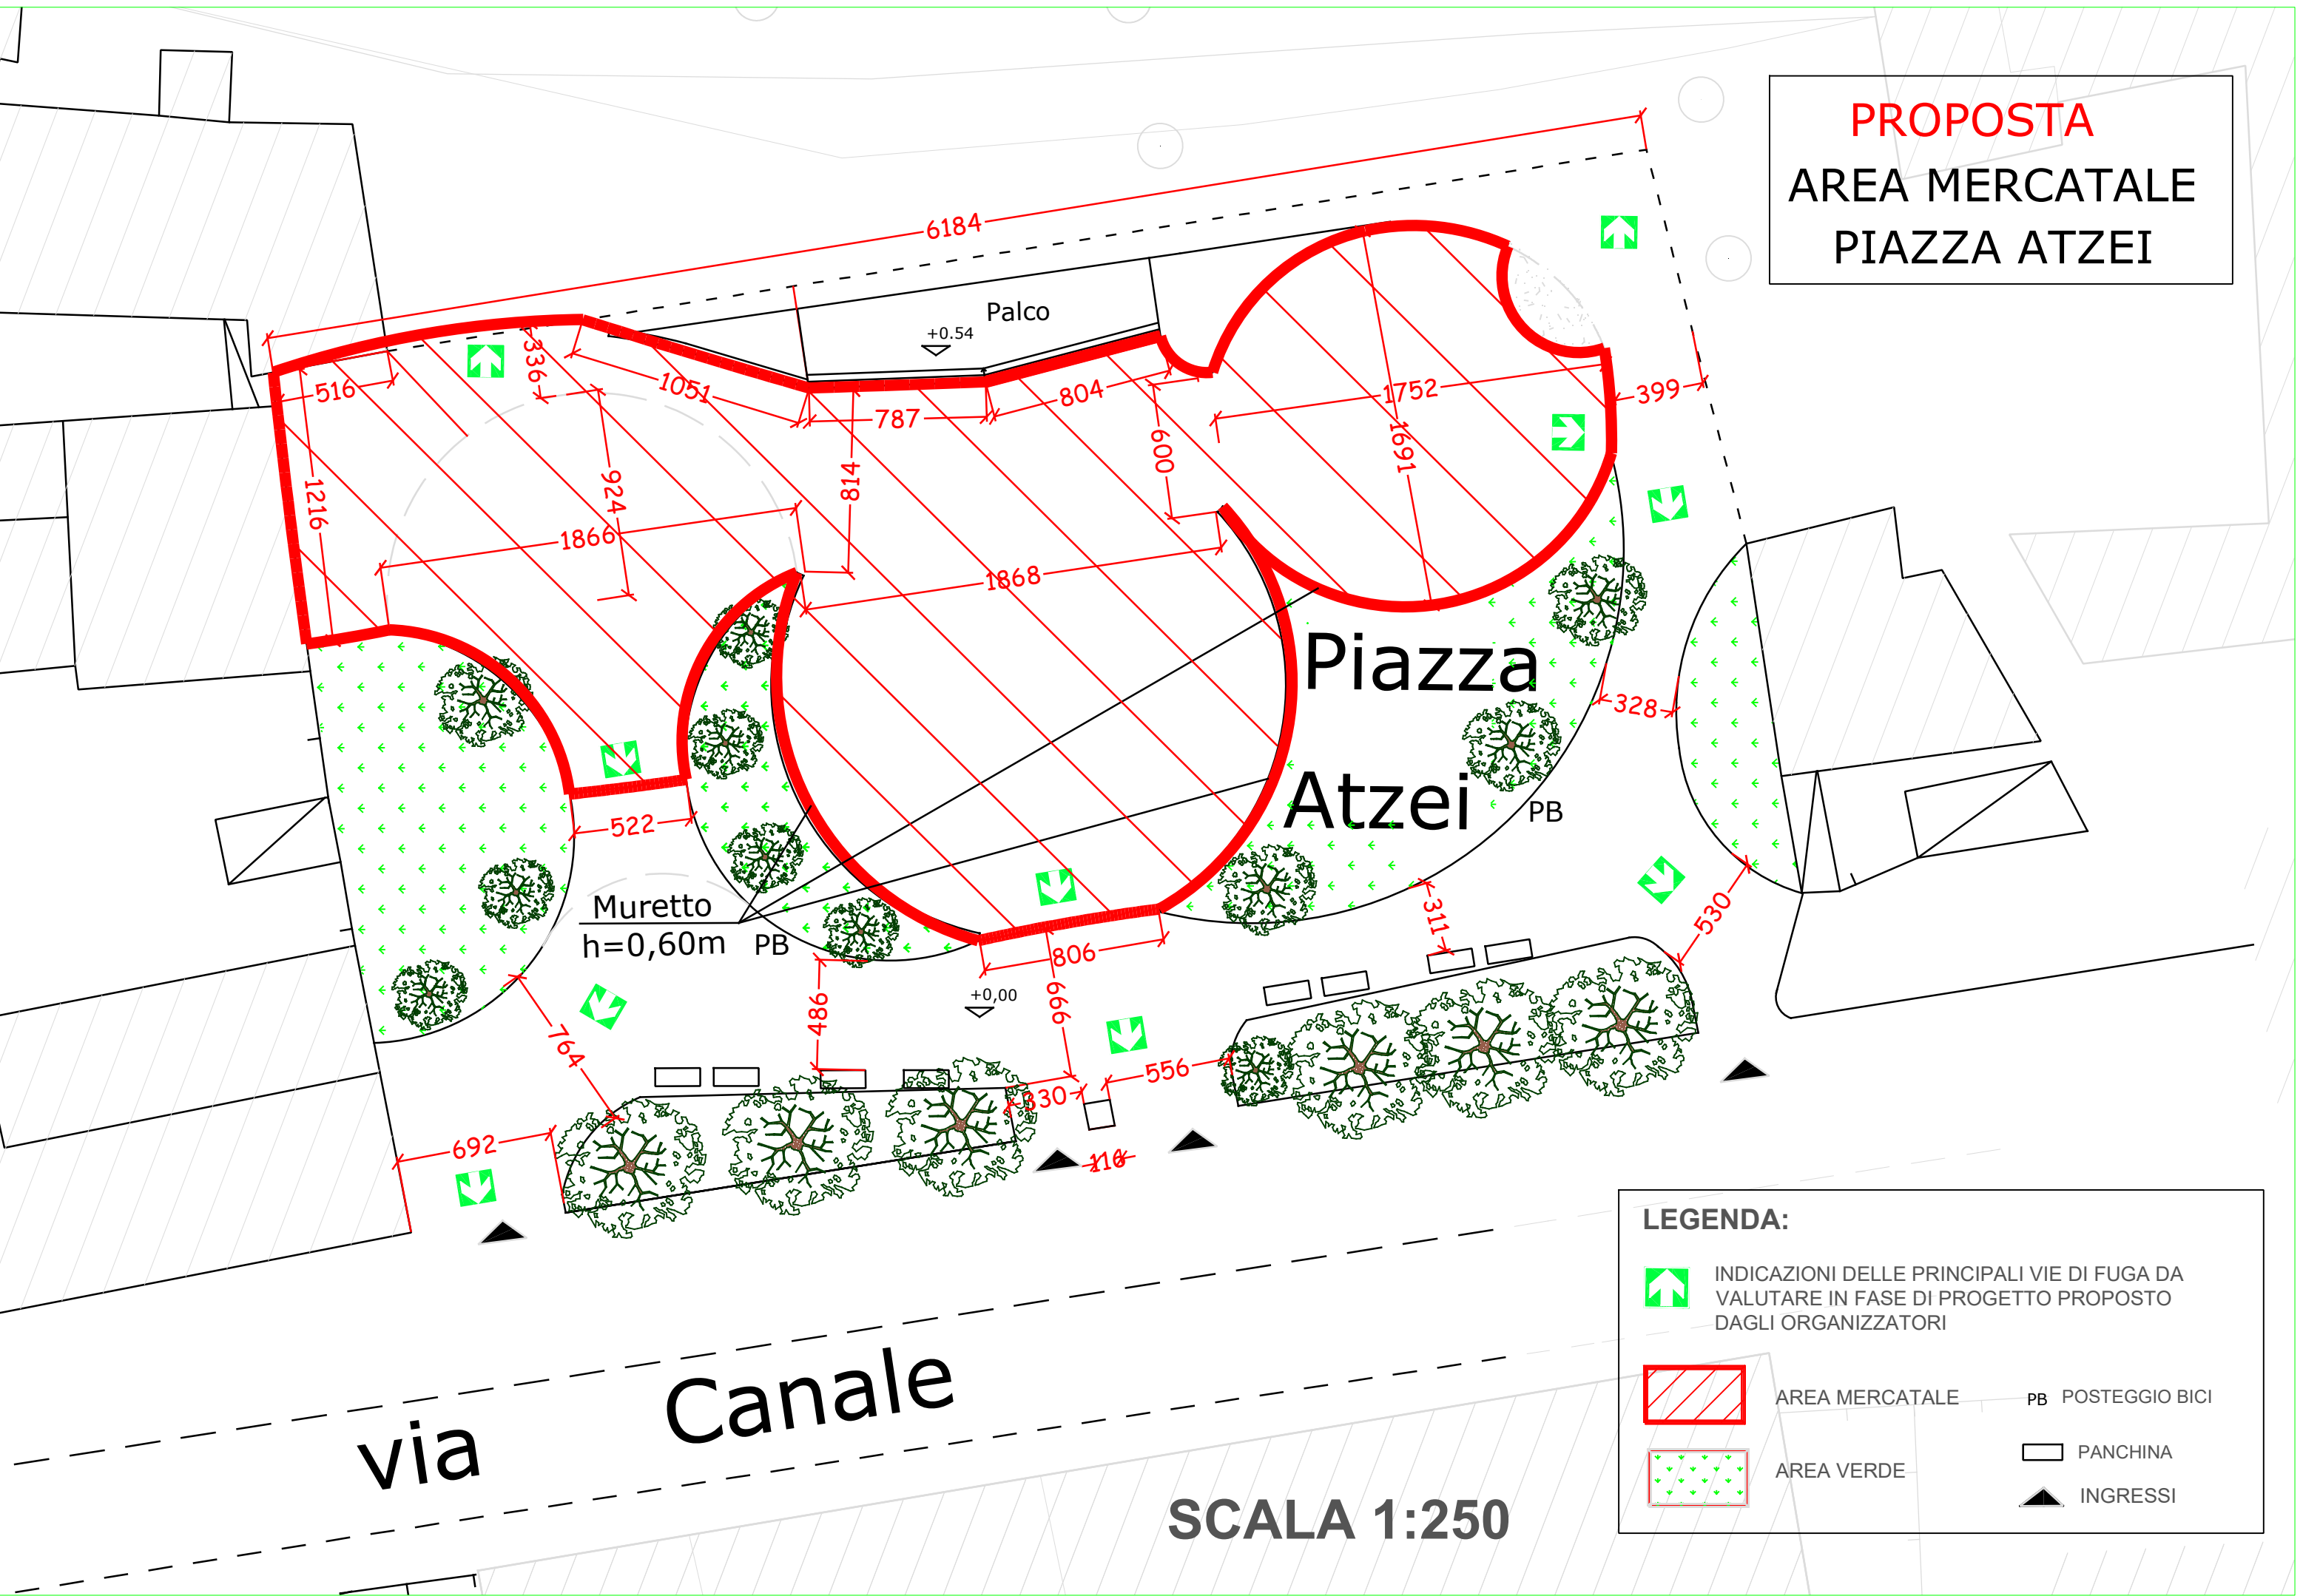 PROPOSTA
AREA MERCATALE
PIAZZA ATZEI
6184
Palco
+0.54
516
336
1051
787
804
1752
399
1216
924
814
600
1691
1866
1868
Piazza
Atzei
328
PB
522
Muretto
h=0,60m
PB
806
311
530
+0,00
486
666
764
330
556
692
116
via Canale
SCALA 1:250
LEGENDA:
INDICAZIONI DELLE PRINCIPALI VIE DI FUGA DA
VALUTARE IN FASE DI PROGETTO PROPOSTO
DAGLI ORGANIZZATORI
AREA MERCATALE
PB POSTEGGIO BICI
PANCHINA
AREA VERDE
INGRESSI